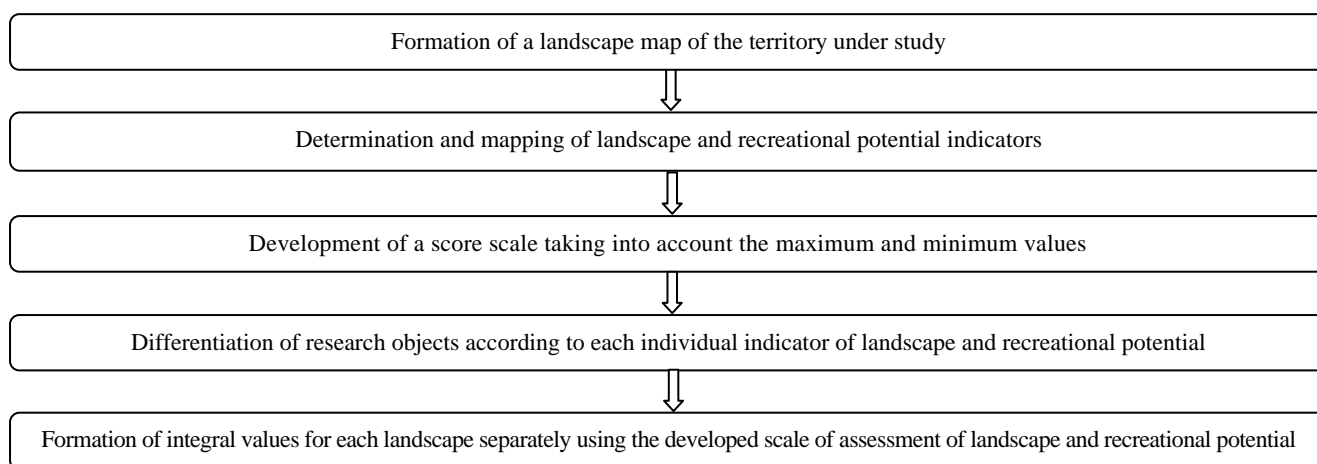 Formation of a landscape map of the territory under study
Determination and mapping of landscape and recreational potential indicators
Development of a score scale taking into account the maximum and minimum values
Differentiation of research objects according to each individual indicator of landscape and recreational potential
Formation of integral values for each landscape separately using the developed scale of assessment of landscape and recreational potential